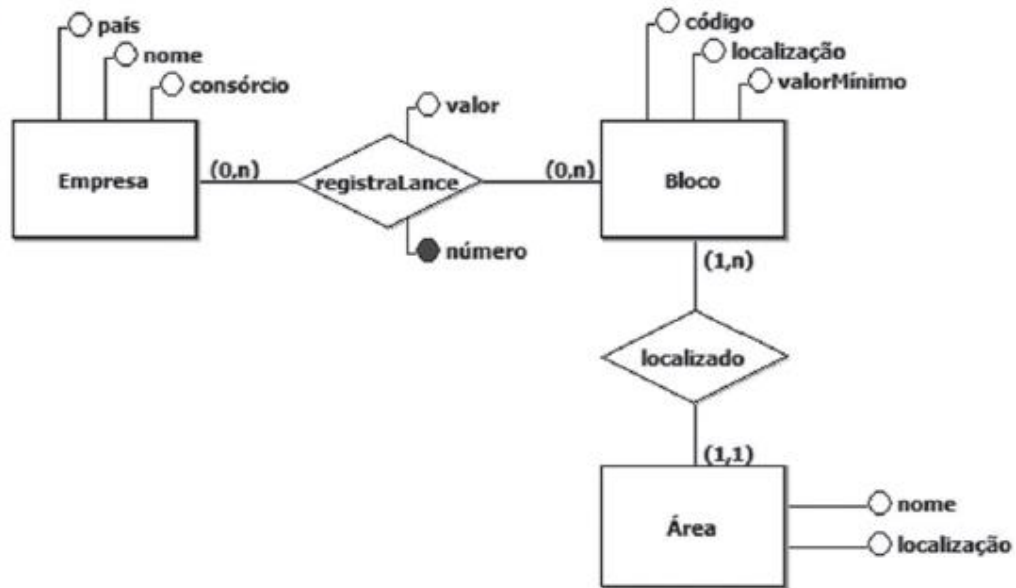 país
nome
consórcio
Empresa
(0,n)
valor
registraLance
número
(0,n)
código
localização
valorMínimo
Bloco
(1,n)
localizado
(1,1)
Área
nome
localização